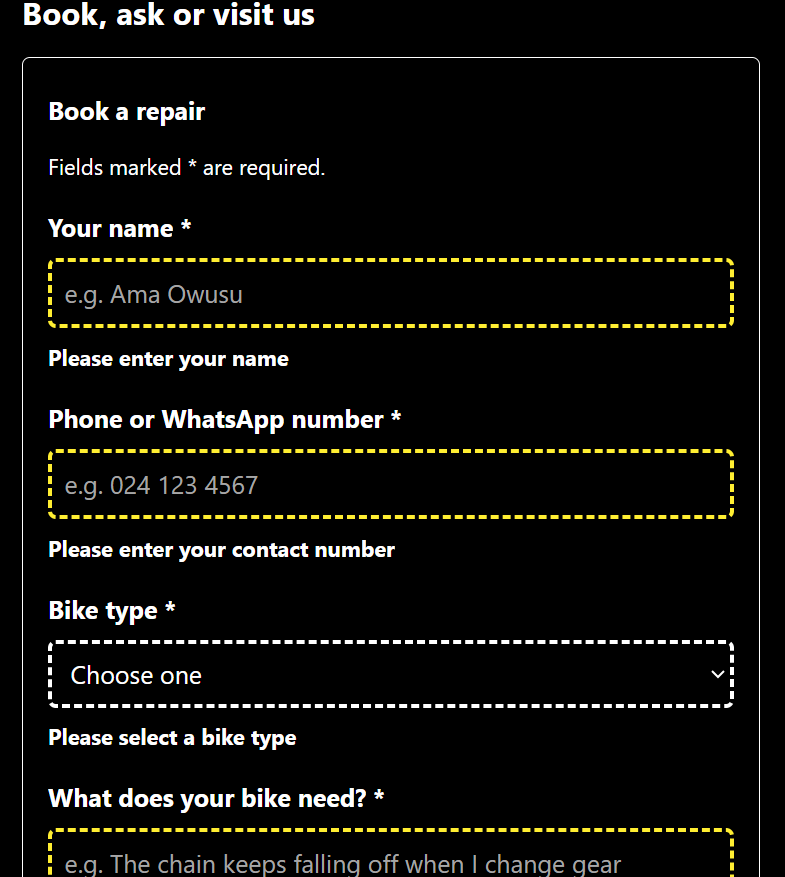 Book, ask or visit us
Book a repair
Fields marked * are required.
Your name *
e.g. Ama Owusu
Please enter your name
Phone or WhatsApp number *
e.g. 024 123 4567
Please enter your contact number
Bike type *
Choose one
Please select a bike type
What does your bike need? *
e.g. The chain keeps falling off when I change gear